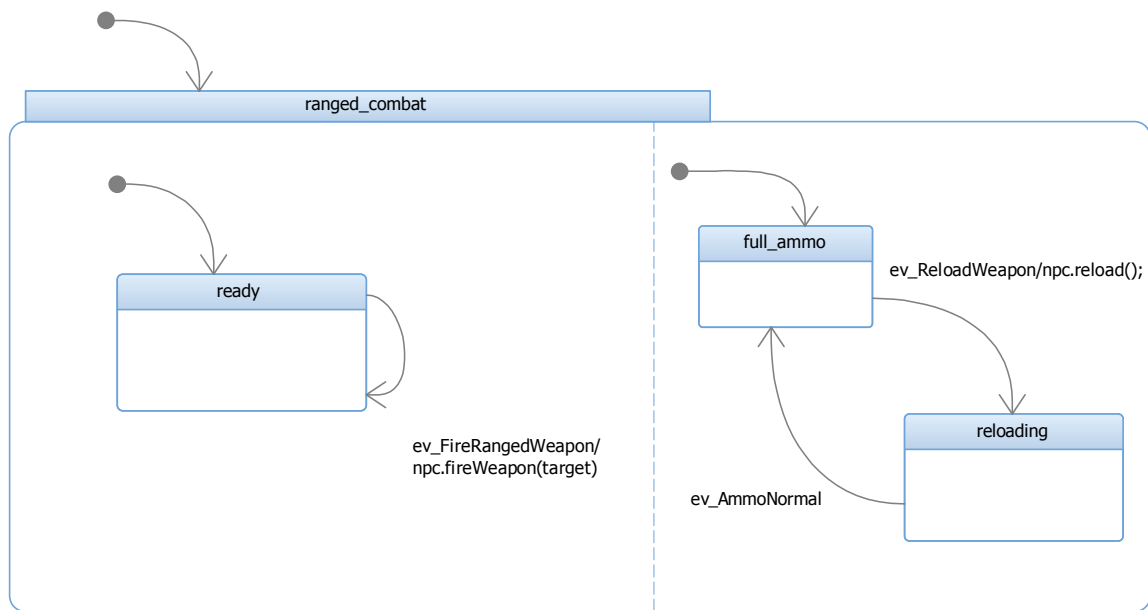 ranged_combat
ready
ev_FireRangedWeapon/
npc.fireWeapon(target)
full_ammo
ev_ReloadWeapon/npc.reload();
reloading
ev_AmmoNormal